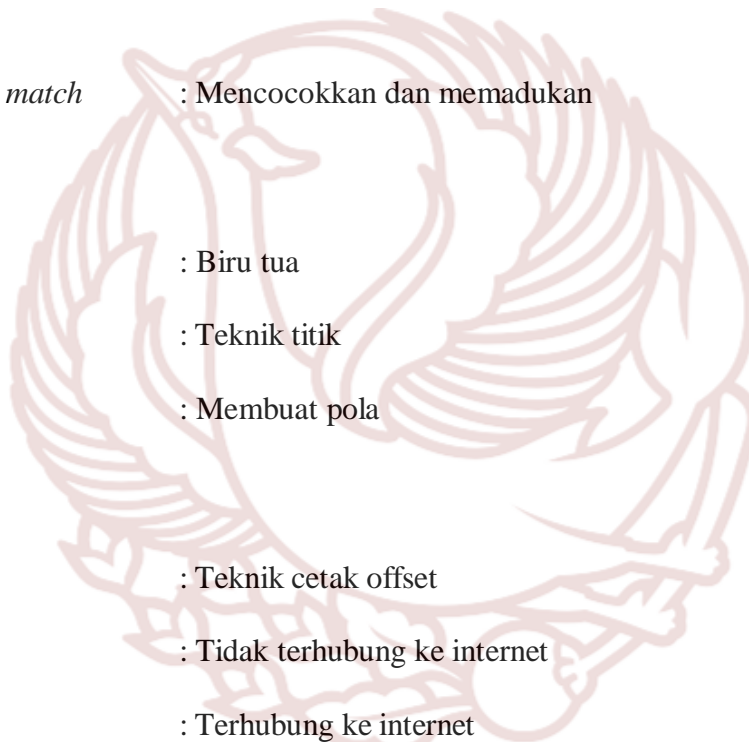 match : Mencocokkan dan memadukan
: Biru tua
: Teknik titik
: Membuat pola
: Teknik cetak offset
: Tidak terhubung ke internet
: Terhubung ke internet